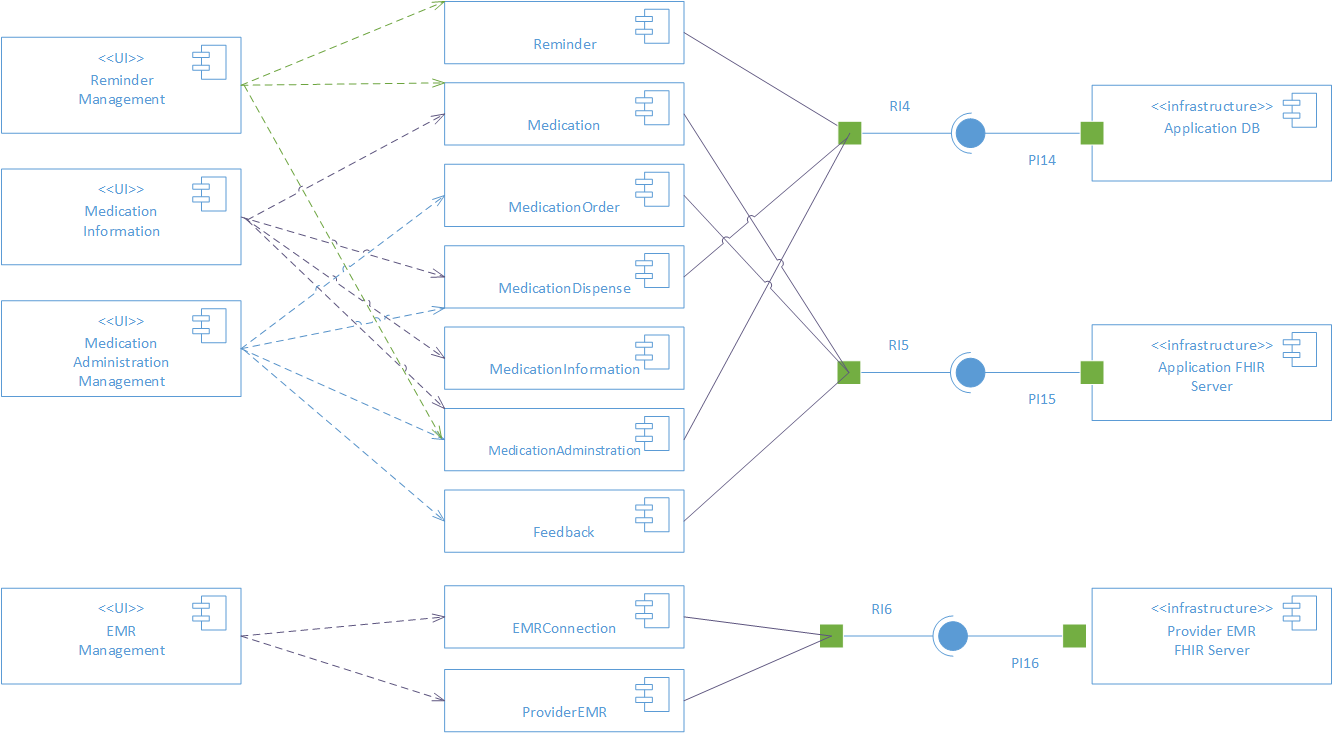 <<UI>>
Reminder
Management
<<UI>>
Medication
Information
<<UI>>
Medication
Administration
Management
<<UI>>
EMR
Management
Reminder
Medication
MedicationOrder
MedicationDispense
MedicationInformation
MedicationAdminstration
Feedback
EMRConnection
ProviderEMR
RI4
PI14
RI5
PI15
RI6
PI16
<<infrastructure>>
Application DB
<<infrastructure>>
Application FHIR
Server
<<infrastructure>>
Provider EMR
FHIR Server